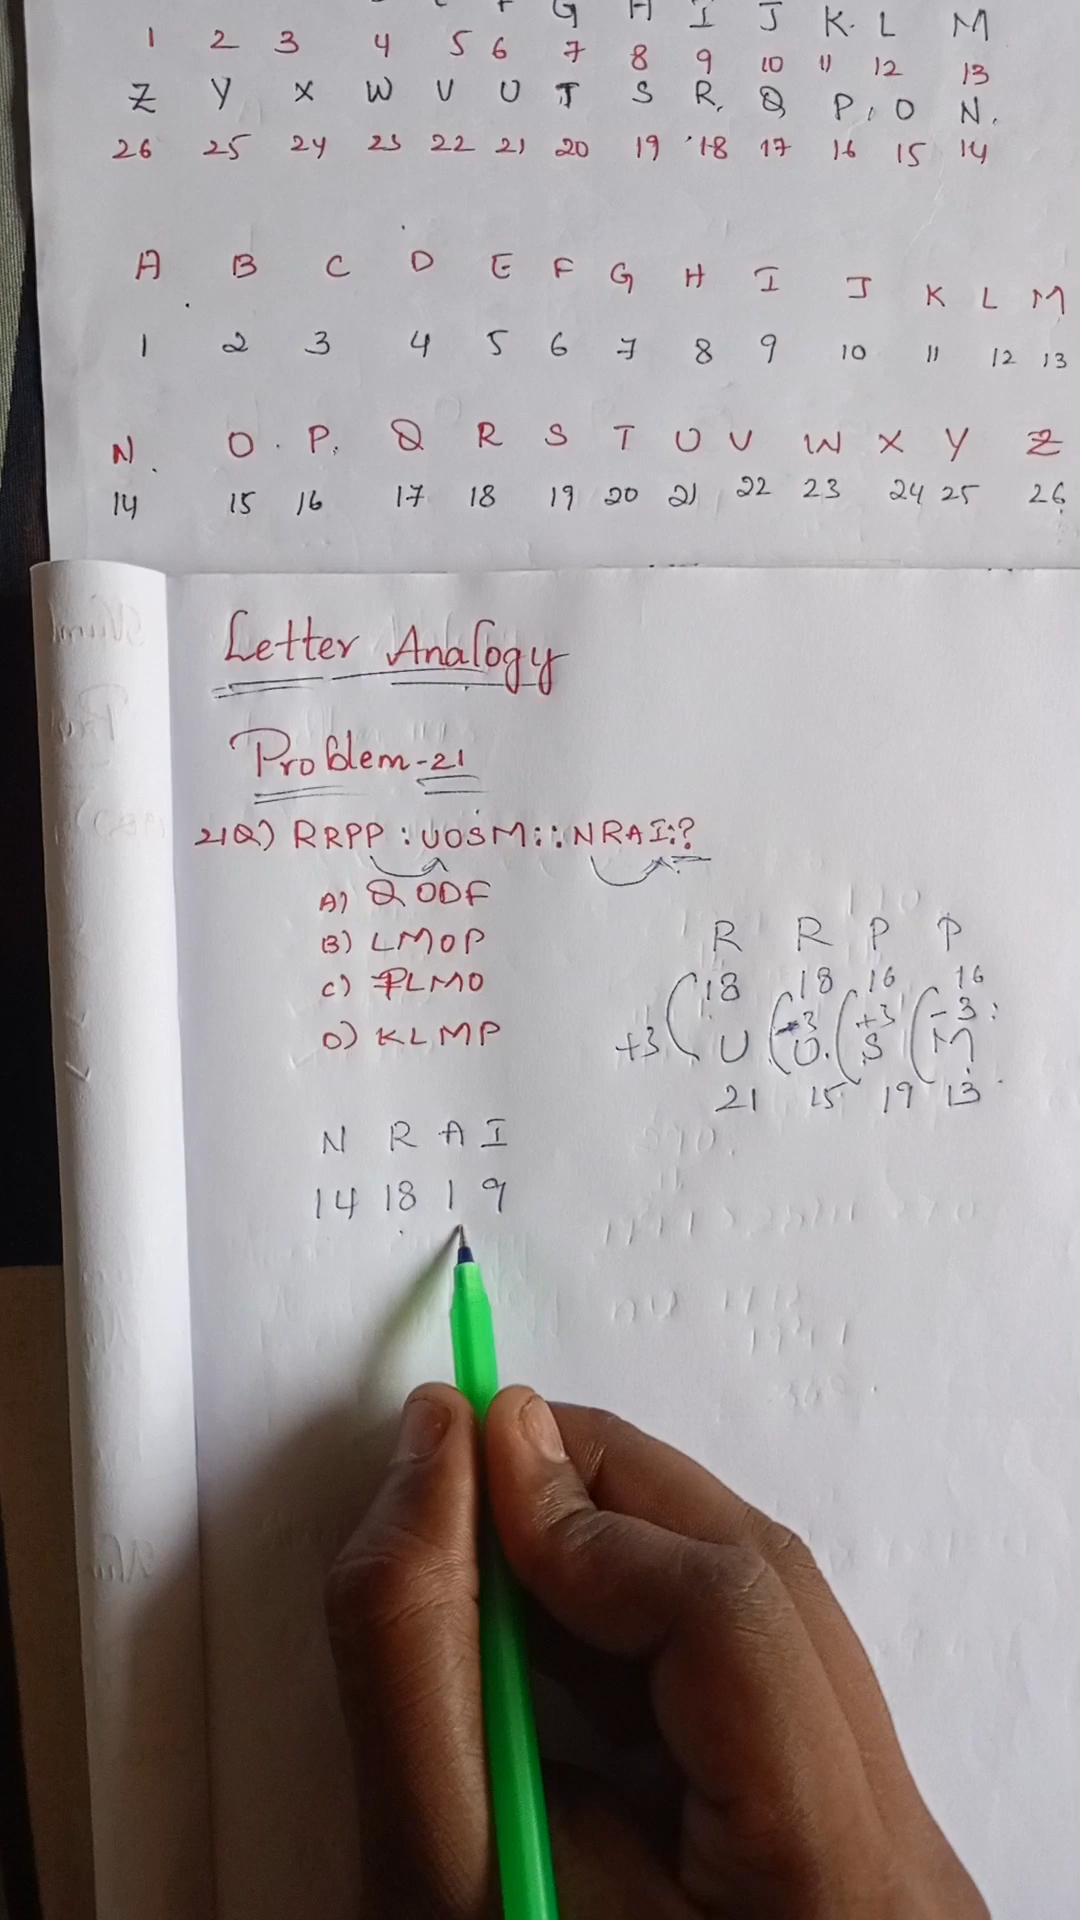 G H I J K. L M
1 2 3 4 5 6 7 8 9 10 11 12 13
Z Y X W V U T S R, Q P, O N.
26 25 24 23 22 21 20 19 18 17 16 15 14
A B C D E F G H I J K L M
1 2 3 4 5 6 7 8 9 10 11 12 13
N. O. P. Q R S T U V W X Y Z
14 15 16 17 18 19 20 21 22 23 24 25 26
Letter Analogy
Problem-21
21Q) RRPP : UOSM :: NRAI:?
A) QODF
B) LMOP
C) PLMO
D) KLMP
R R P P
18 18 16 16
+3 -3 +3 -3
U O. S M
21 15 19 13
N R A I
14 18 1 9